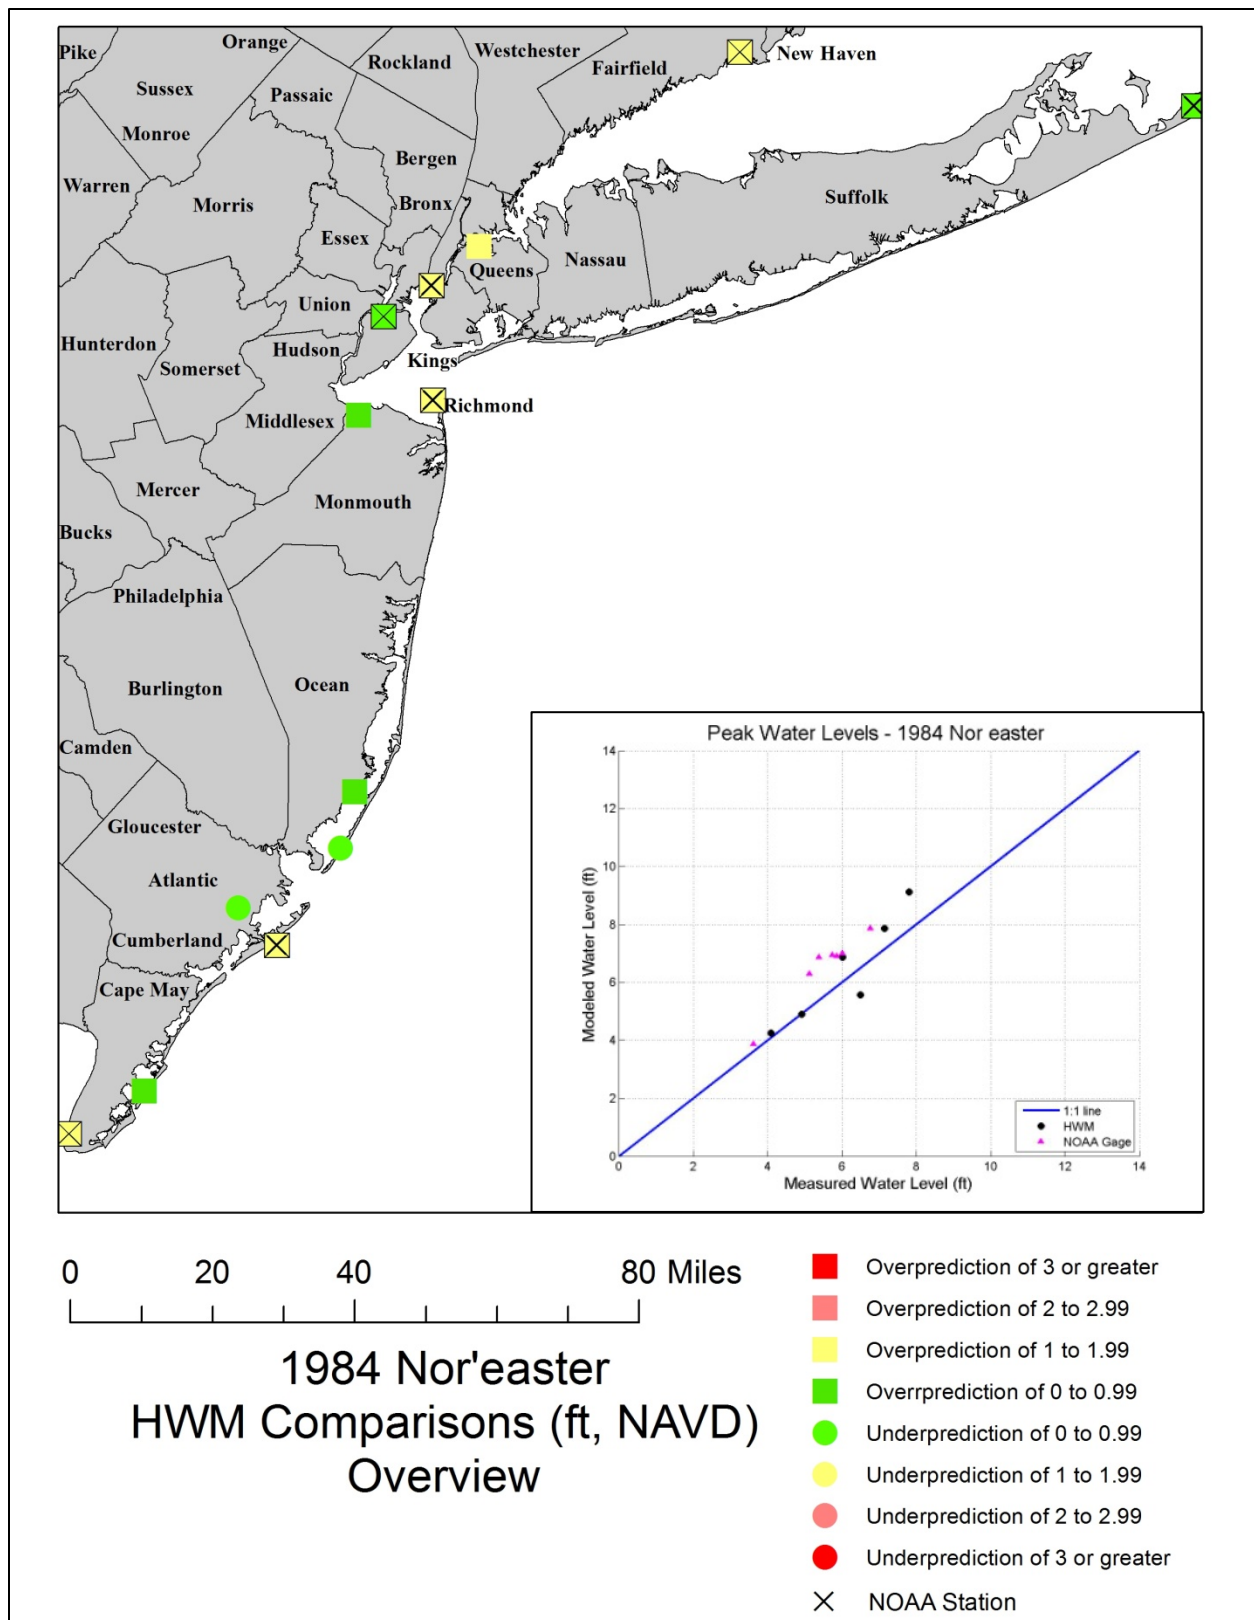 Pike
Orange
Rockland
Westchester
Fairfield
New Haven
Sussex
Passaic
Monroe
Bergen
Warren
Morris
Bronx
Suffolk
Essex
Queens
Nassau
Union
Hunterdon
Somerset
Hudson
Kings
Richmond
Middlesex
Mercer
Monmouth
Bucks
Philadelphia
Burlington
Ocean
Camden
Gloucester
Atlantic
Cumberland
Cape May
Peak Water Levels - 1984 Nor easter
Modeled Water Level (ft)
14
12
10
8
6
4
2
0
0 2 4 6 8 10 12 14
Measured Water Level (ft)
1:1 line
HWM
NOAA Gage
0 20 40 80 Miles
1984 Nor'easter
HWM Comparisons (ft, NAVD)
Overview
Overprediction of 3 or greater
Overprediction of 2 to 2.99
Overprediction of 1 to 1.99
Overrprediction of 0 to 0.99
Underprediction of 0 to 0.99
Underprediction of 1 to 1.99
Underprediction of 2 to 2.99
Underprediction of 3 or greater
NOAA Station